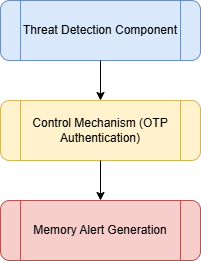 Threat Detection Component
Control Mechanism (OTP
Authentication)
Memory Alert Generation